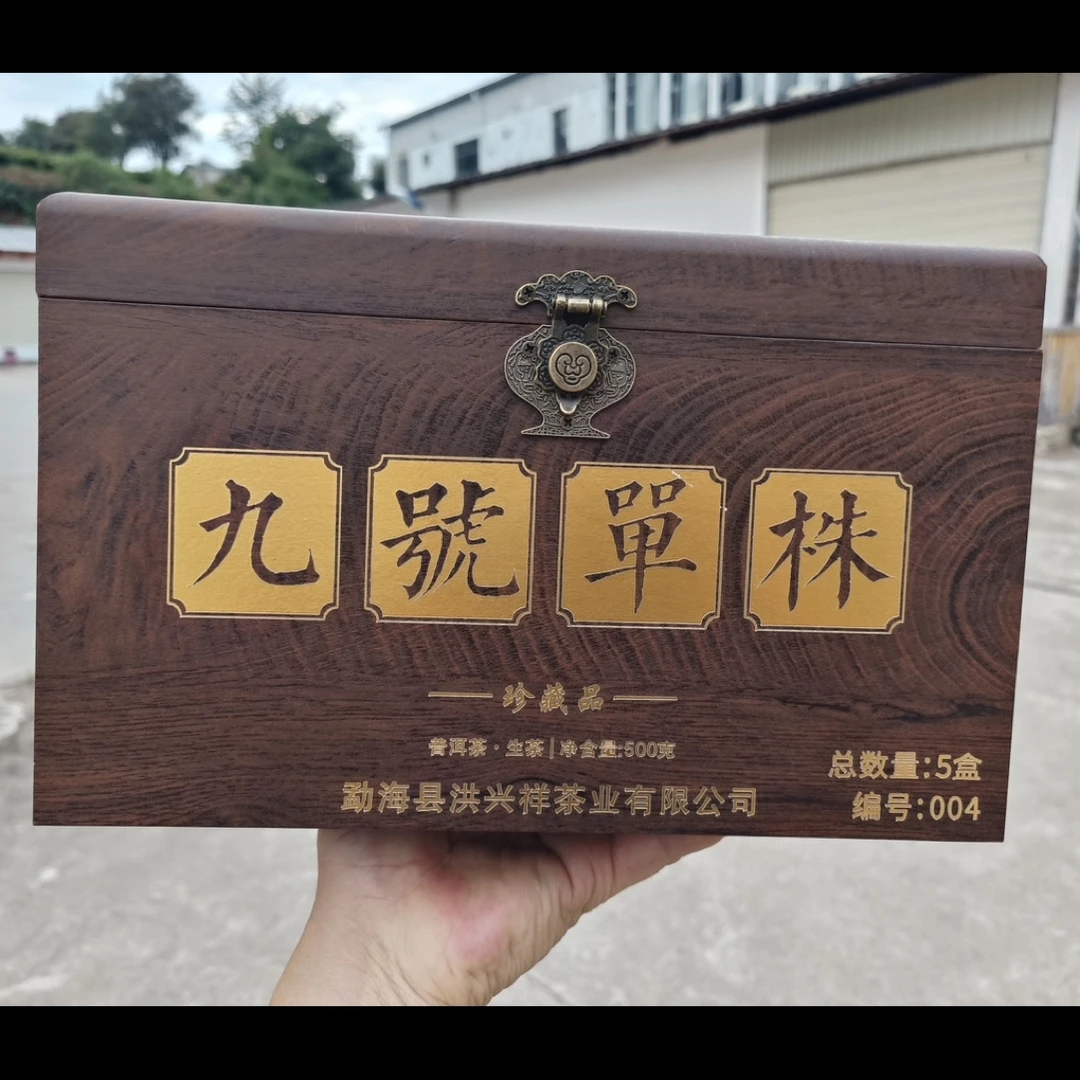 九號單株
珍藏品
普洱茶·生茶|净含量:500克
总数量:5盒
勐海县洪兴祥茶业有限公司
编号:004